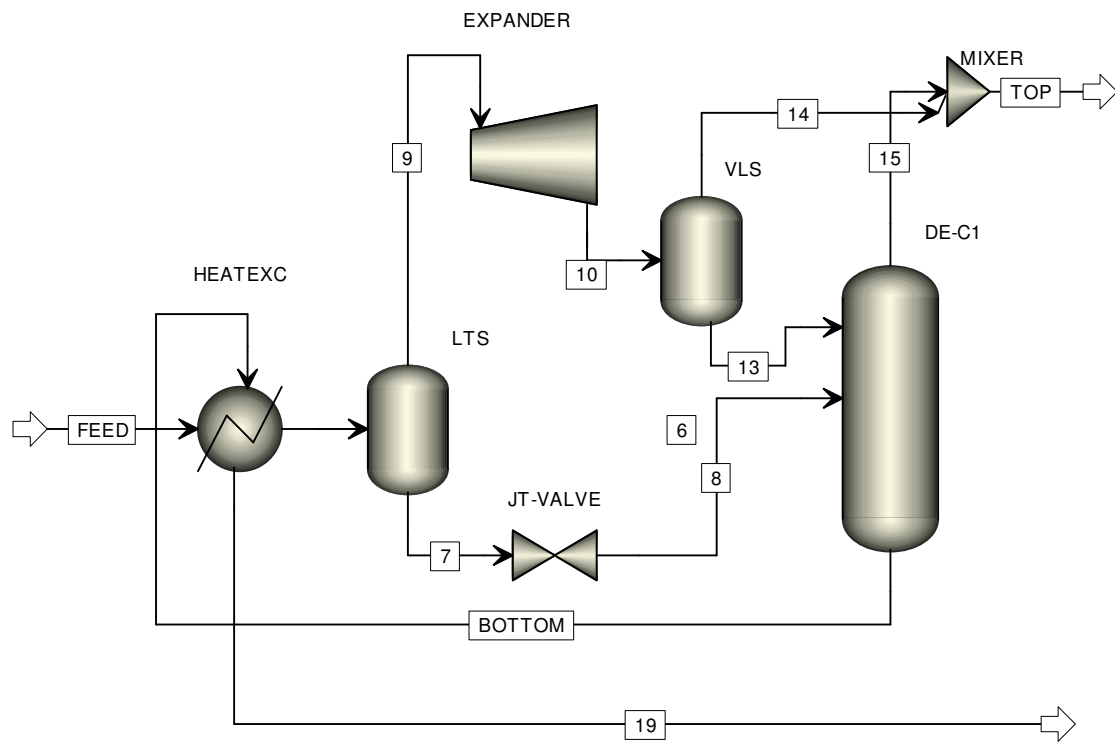 EXPANDER
MIXER
TOP
14
9
15
VLS
DE-C1
10
HEATEXC
LTS
13
FEED
6
8
JT-VALVE
7
BOTTOM
19